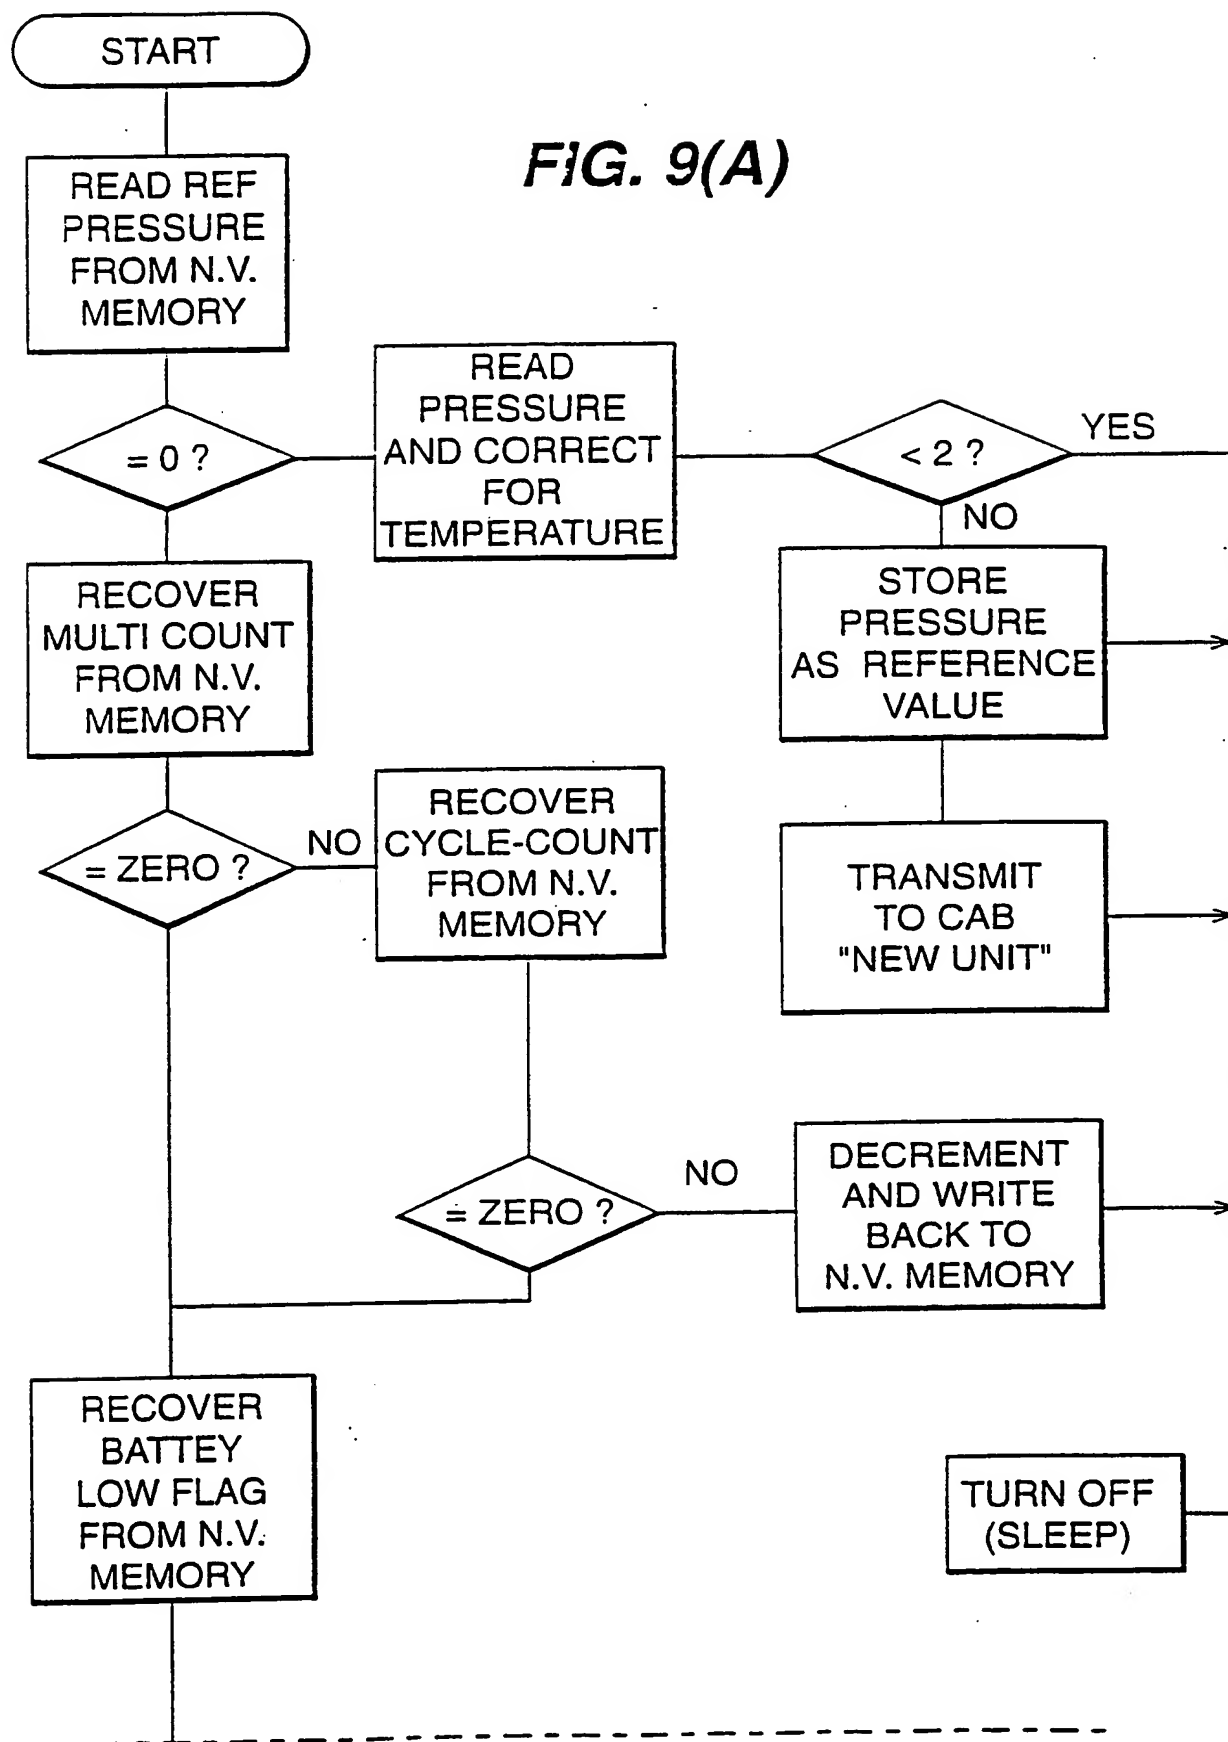 START
FIG. 9(A)
READ REF
PRESSURE
FROM N.V.
MEMORY
= 0 ?
READ
PRESSURE
AND CORRECT
FOR
TEMPERATURE
< 2 ?
YES
NO
STORE
PRESSURE
AS REFERENCE
VALUE
TRANSMIT
TO CAB
"NEW UNIT"
RECOVER
MULTI COUNT
FROM N.V.
MEMORY
= ZERO ?
NO
RECOVER
CYCLE-COUNT
FROM N.V.
MEMORY
= ZERO ?
NO
DECREMENT
AND WRITE
BACK TO
N.V. MEMORY
RECOVER
BATTEY
LOW FLAG
FROM N.V.
MEMORY
TURN OFF
(SLEEP)